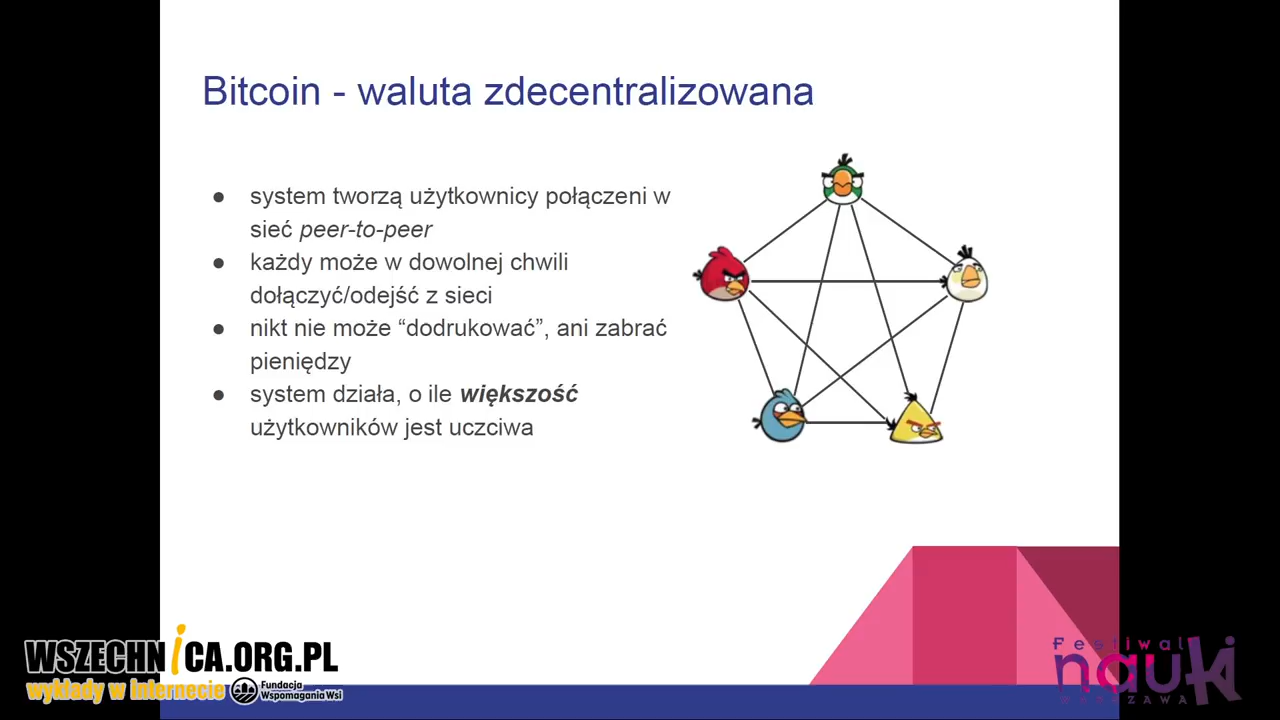 Bitcoin - waluta zdecentralizowana
● system tworzą użytkownicy połączeni w
sieć peer-to-peer
● każdy może w dowolnej chwili
dołączyć/odejść z sieci
● nikt nie może “dodrukować”, ani zabrać
pieniędzy
● system działa, o ile większość
użytkowników jest uczciwa
WSZECHNiCA.ORG.PL
wykłady w Internecie
Fundacja
Wspomagania Wsi
Festiwal
nauki
WARSZAWA